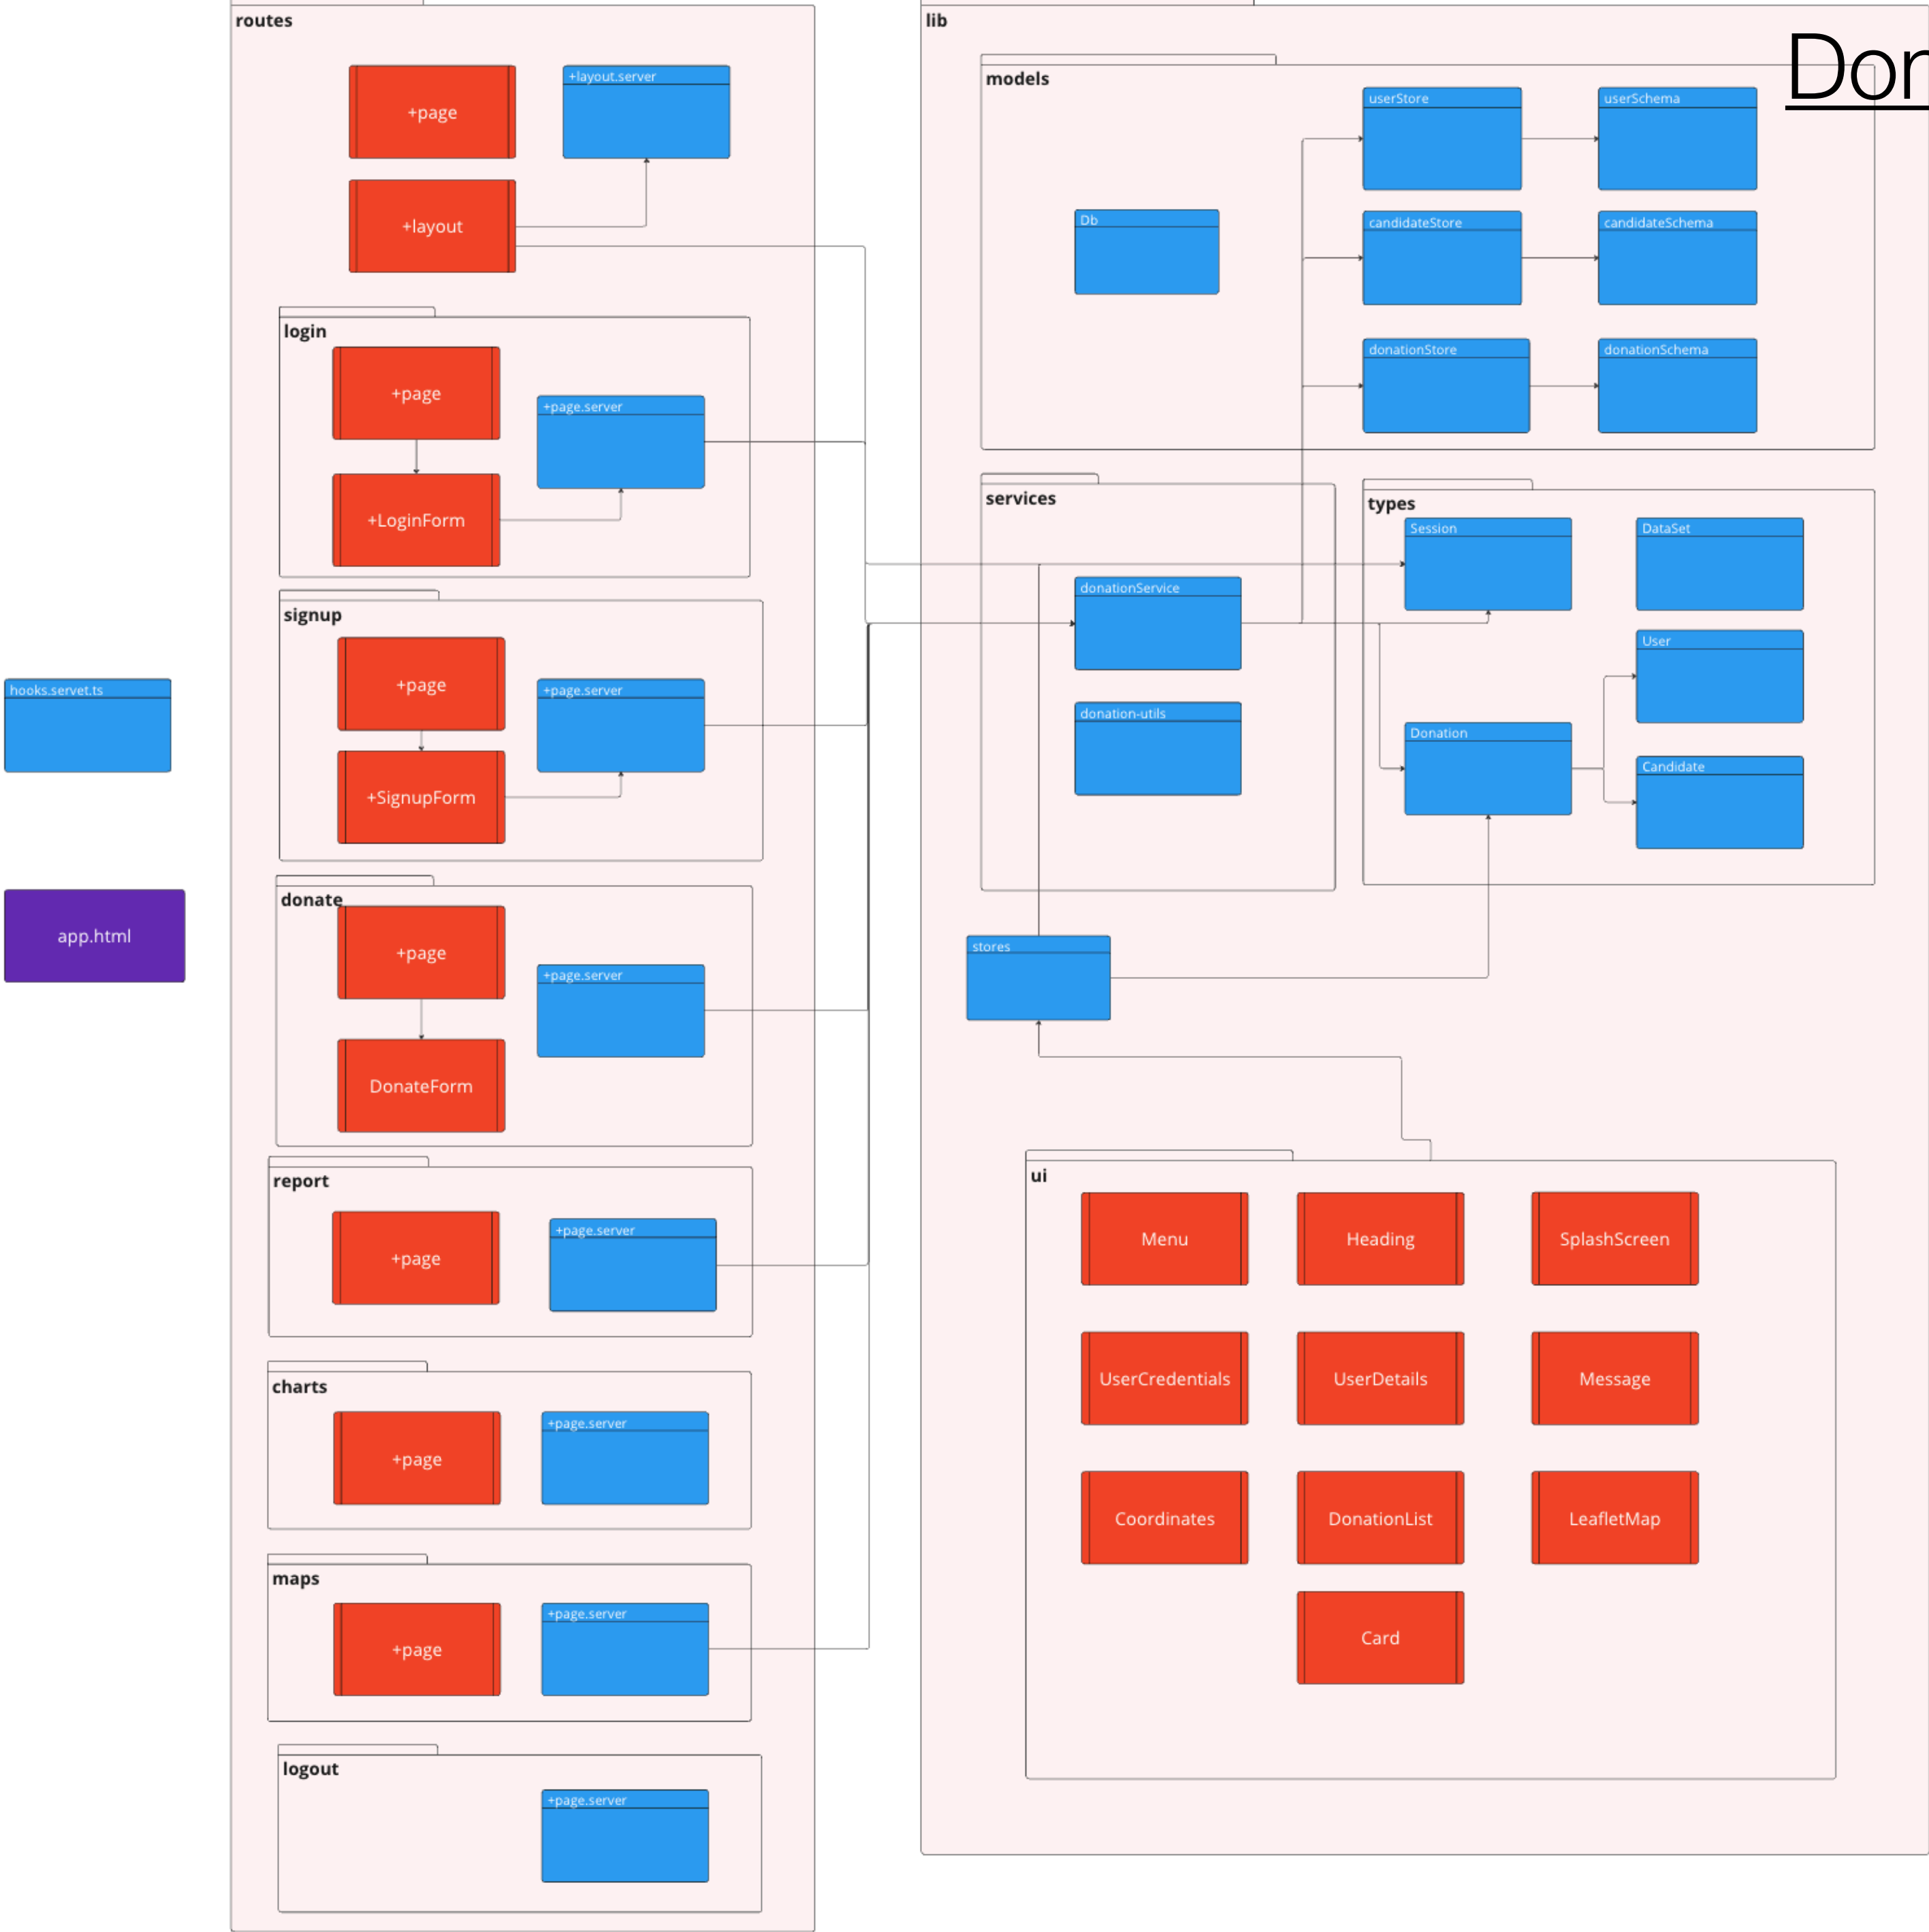 hooks.servet.ts
app.html
routes
+page
+layout.server
+layout
login
+page
+page.server
+LoginForm
signup
+page
+page.server
+SignupForm
donate
+page
+page.server
DonateForm
report
+page
+page.server
charts
+page
+page.server
maps
+page
+page.server
logout
+page.server
lib
Don
models
userStore
userSchema
Db
candidateStore
candidateSchema
donationStore
donationSchema
services
donationService
donation-utils
types
Session
DataSet
User
Donation
Candidate
stores
ui
Menu
Heading
SplashScreen
UserCredentials
UserDetails
Message
Coordinates
DonationList
LeafletMap
Card